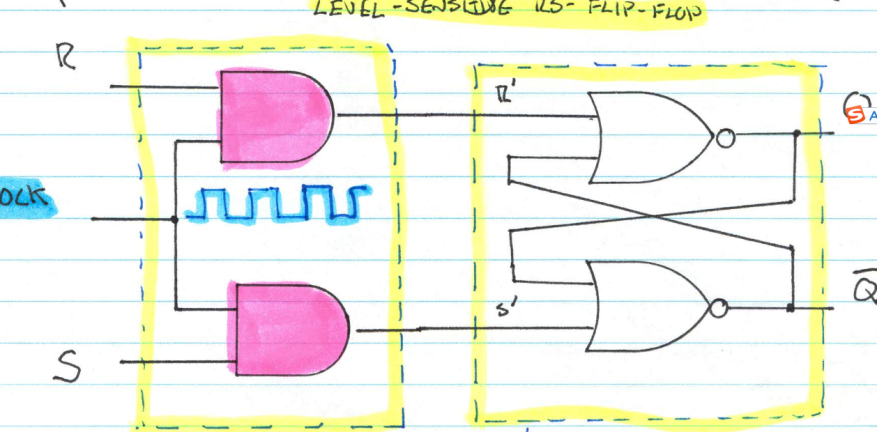 LEVEL-SENSITIVE RS-FLIP-FLOP
R
R'
Q
OCK
S'
S
Q̅